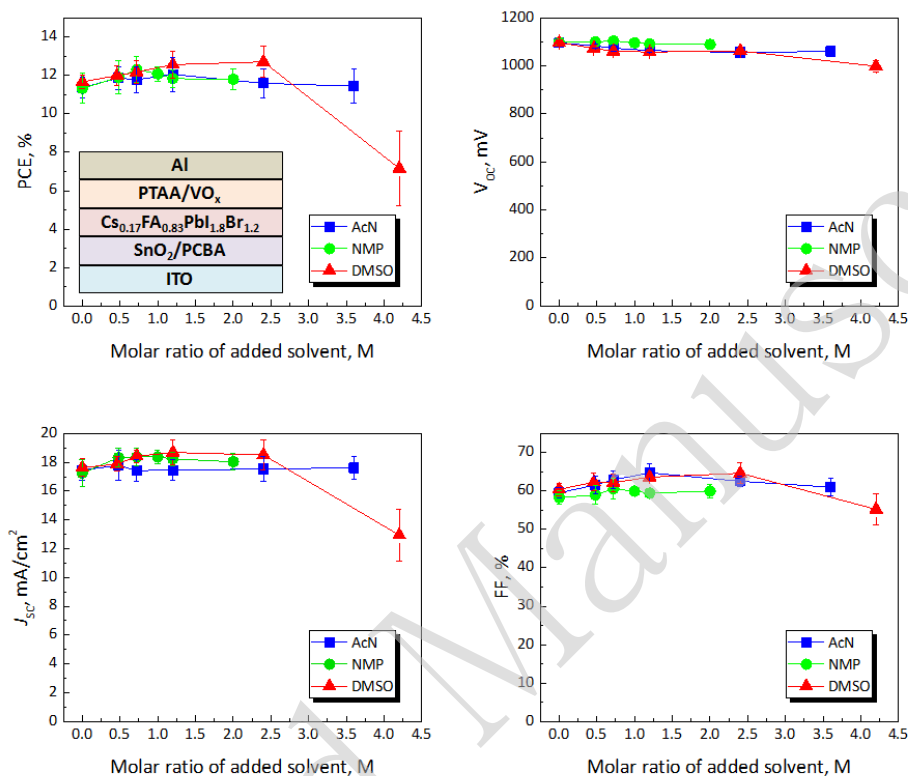 PCE, %
14
12
10
8
6
4
2
0
Al
PTAA/VOₓ
Cs₀.₁₇FA₀.₈₃PbI₁.₈Br₁.₂
SnO₂/PCBA
ITO
AcN
NMP
DMSO
0.0 0.5 1.0 1.5 2.0 2.5 3.0 3.5 4.0 4.5
Molar ratio of added solvent, M
V_OC, mV
1200
1000
800
600
400
200
0
AcN
NMP
DMSO
0.0 0.5 1.0 1.5 2.0 2.5 3.0 3.5 4.0 4.5
Molar ratio of added solvent, M
J_SC, mA/cm²
20
18
16
14
12
10
8
6
4
2
0
AcN
NMP
DMSO
0.0 0.5 1.0 1.5 2.0 2.5 3.0 3.5 4.0 4.5
Molar ratio of added solvent, M
FF, %
70
60
50
40
30
20
10
0
AcN
NMP
DMSO
0.0 0.5 1.0 1.5 2.0 2.5 3.0 3.5 4.0 4.5
Molar ratio of added solvent, M